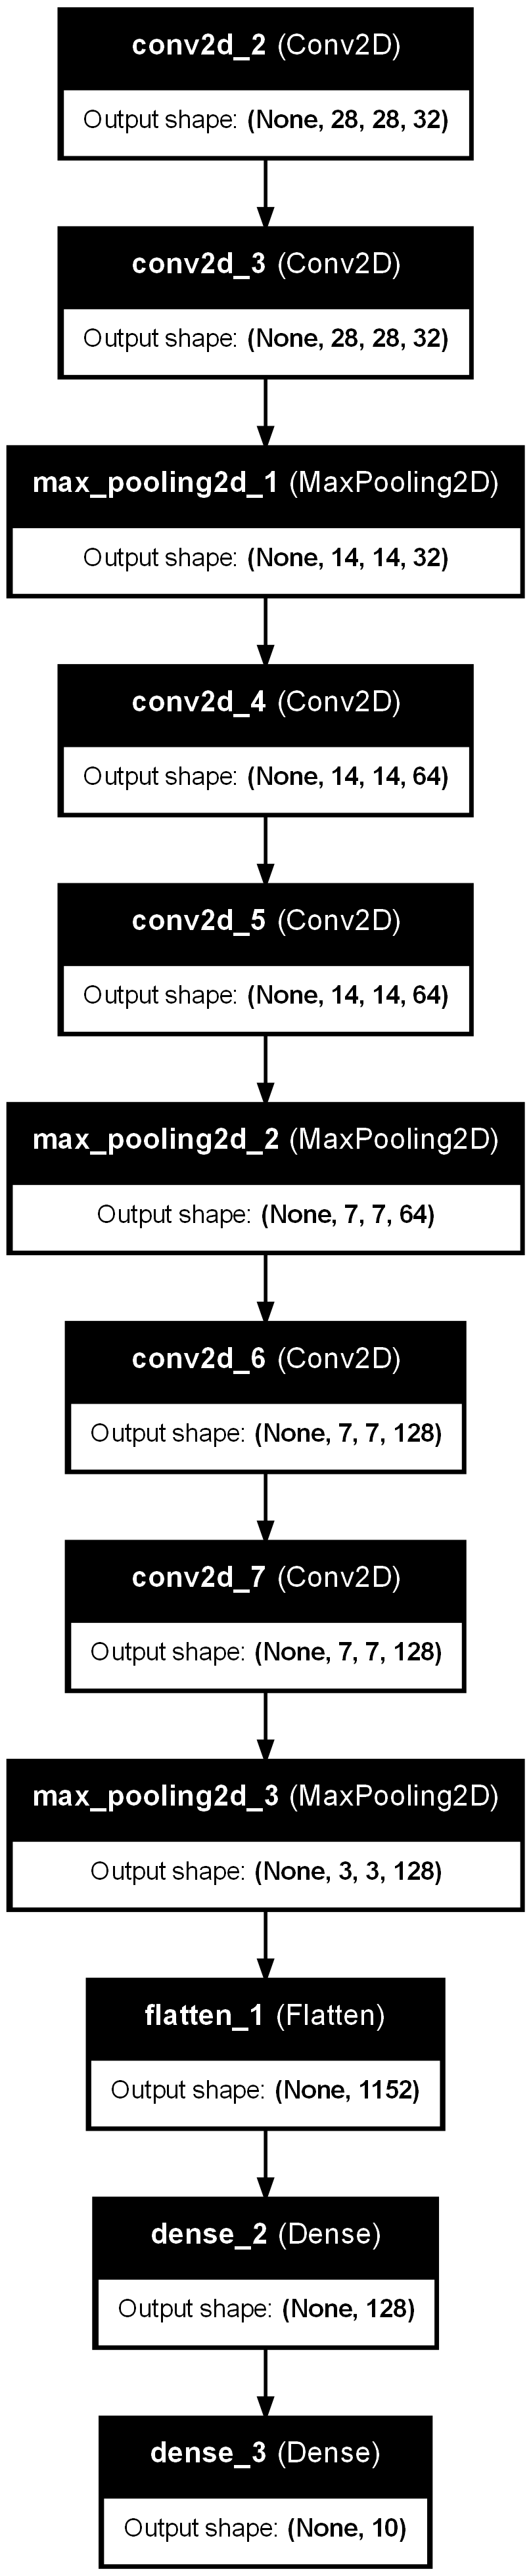 conv2d_2 (Conv2D)
Output shape: (None, 28, 28, 32)
conv2d_3 (Conv2D)
Output shape: (None, 28, 28, 32)
max_pooling2d_1 (MaxPooling2D)
Output shape: (None, 14, 14, 32)
conv2d_4 (Conv2D)
Output shape: (None, 14, 14, 64)
conv2d_5 (Conv2D)
Output shape: (None, 14, 14, 64)
max_pooling2d_2 (MaxPooling2D)
Output shape: (None, 7, 7, 64)
conv2d_6 (Conv2D)
Output shape: (None, 7, 7, 128)
conv2d_7 (Conv2D)
Output shape: (None, 7, 7, 128)
max_pooling2d_3 (MaxPooling2D)
Output shape: (None, 3, 3, 128)
flatten_1 (Flatten)
Output shape: (None, 1152)
dense_2 (Dense)
Output shape: (None, 128)
dense_3 (Dense)
Output shape: (None, 10)